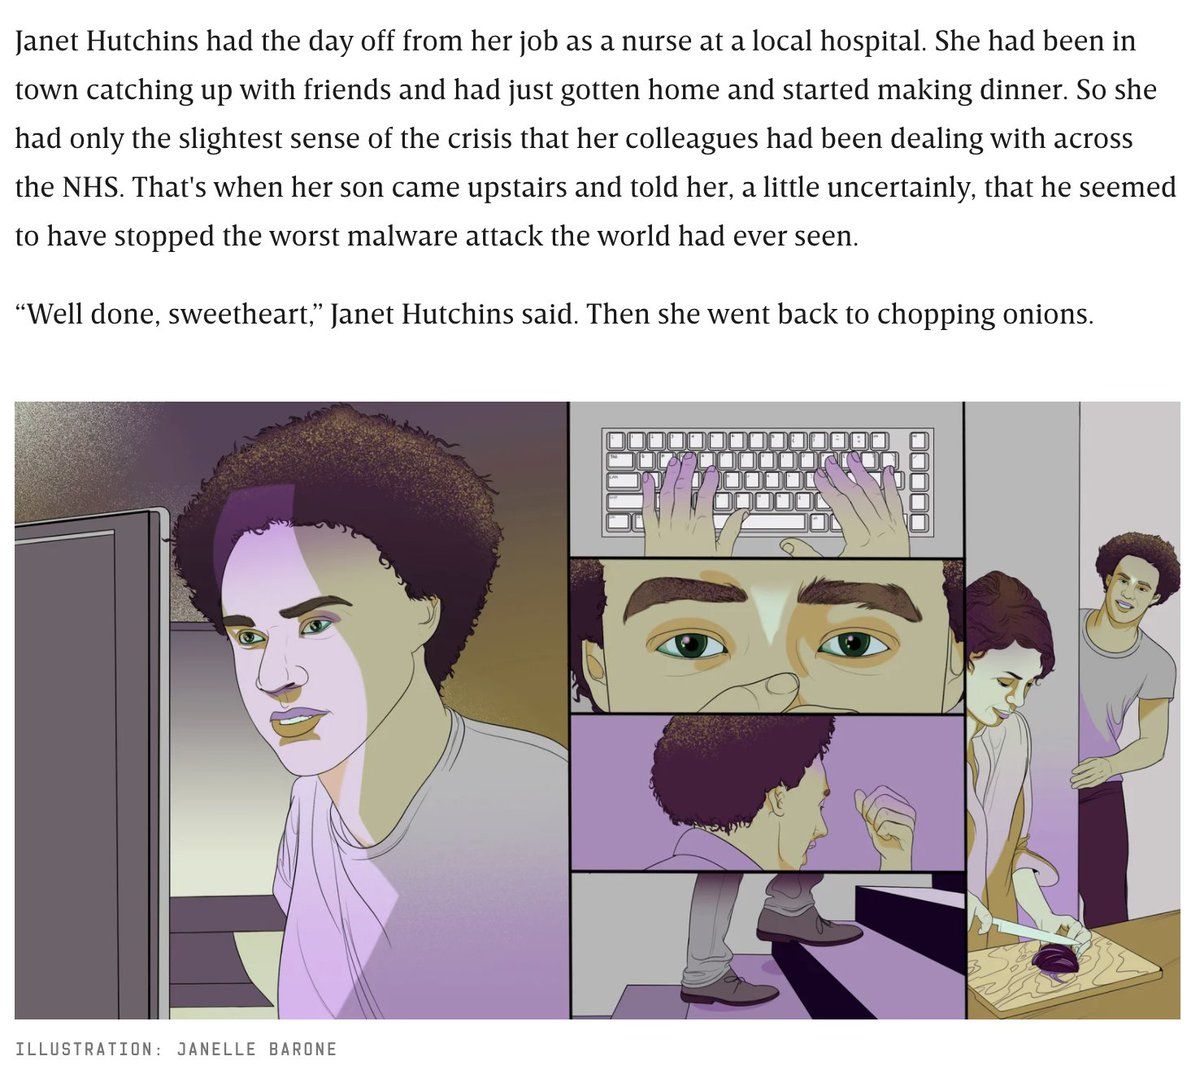 Janet Hutchins had the day off from her job as a nurse at a local hospital. She had been in
town catching up with friends and had just gotten home and started making dinner. So she
had only the slightest sense of the crisis that her colleagues had been dealing with across
the NHS. That's when her son came upstairs and told her, a little uncertainly, that he seemed
to have stopped the worst malware attack the world had ever seen.
“Well done, sweetheart,” Janet Hutchins said. Then she went back to chopping onions.
ILLUSTRATION: JANELLE BARONE